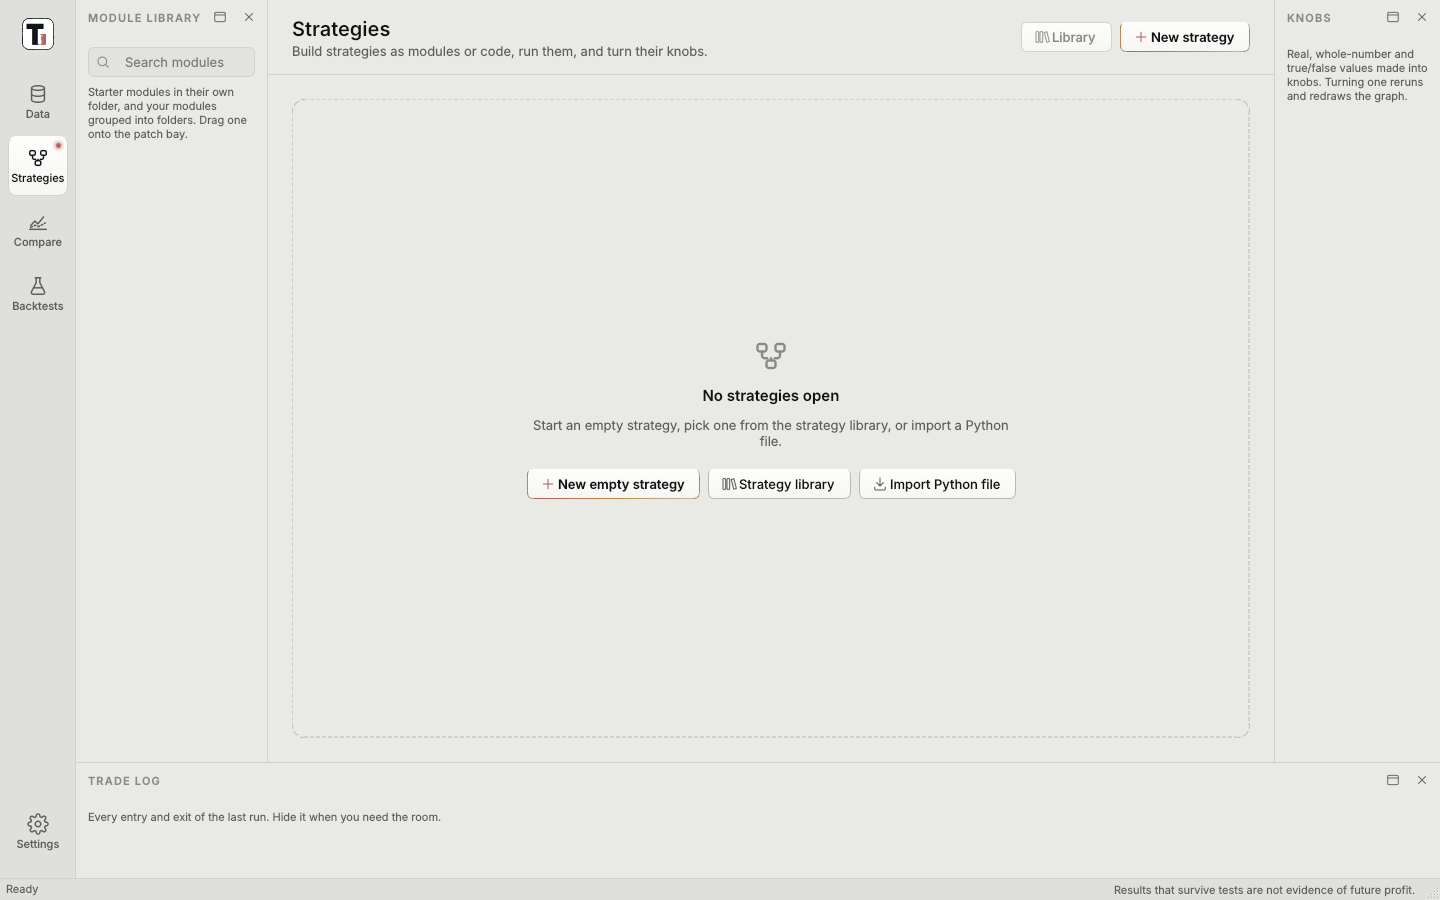 MODULE LIBRARY
Search modules
Starter modules in their own
folder, and your modules
grouped into folders. Drag one
onto the patch bay.
Data
Strategies
Compare
Backtests
Settings
Strategies
Build strategies as modules or code, run them, and turn their knobs.
Library
New strategy
No strategies open
Start an empty strategy, pick one from the strategy library, or import a Python
file.
New empty strategy
Strategy library
Import Python file
KNOBS
Real, whole-number and
true/false values made into
knobs. Turning one reruns
and redraws the graph.
TRADE LOG
Every entry and exit of the last run. Hide it when you need the room.
Ready
Results that survive tests are not evidence of future profit.